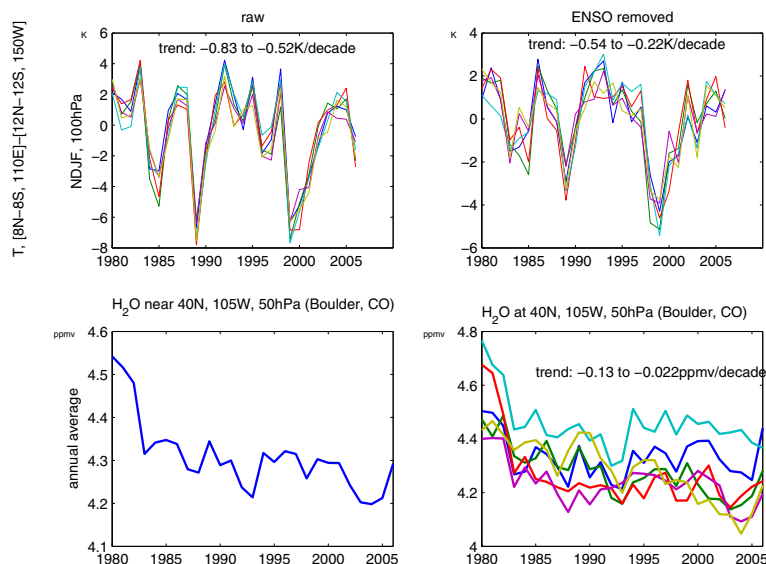 raw
K
trend: −0.83 to −0.52K/decade
6
4
2
0
−2
−4
−6
−8
1980 1985 1990 1995 2000 2005
T, [8N−8S, 110E]−[12N−12S, 150W]
NDJF, 100hPa
ENSO removed
K
trend: −0.54 to −0.22K/decade
4
2
0
−2
−4
−6
1980 1985 1990 1995 2000 2005
H2O near 40N, 105W, 50hPa (Boulder, CO)
ppmv
4.6
4.5
4.4
4.3
4.2
4.1
annual average
1980 1985 1990 1995 2000 2005
H2O at 40N, 105W, 50hPa (Boulder, CO)
ppmv
trend: −0.13 to −0.022ppmv/decade
4.8
4.6
4.4
4.2
4
1980 1985 1990 1995 2000 2005